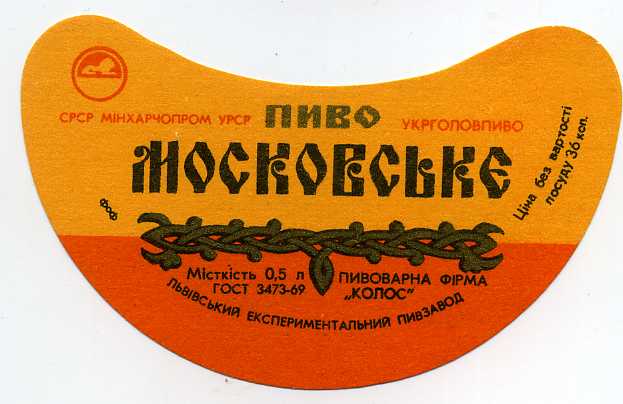 СРСР МІНХАРЧОПРОМ УРСР
ПИВО
УКРГОЛОВПИВО
МОСКОВСЬКЕ
Ціна без вартості
посуду 36 коп.
Місткість 0,5 л
ГОСТ 3473-69
ПИВОВАРНА ФІРМА
„КОЛОС"
ЛЬВІВСЬКИЙ ЕКСПЕРИМЕНТАЛЬНИЙ ПИВЗАВОД